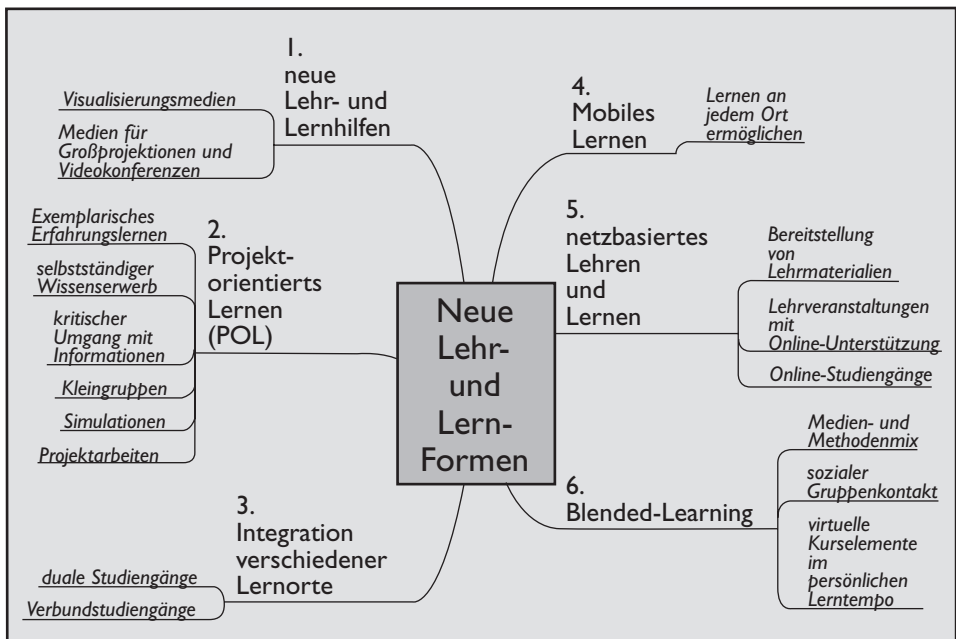 Neue
Lehr-
und
Lern-
Formen
1.
neue
Lehr- und
Lernhilfen
Visualisierungsmedien
Medien für
Großprojektionen und
Videokonferenzen
2.
Projekt-
orientierts
Lernen
(POL)
Exemplarisches
Erfahrungslernen
selbstständiger
Wissenserwerb
kritischer
Umgang mit
Informationen
Kleingruppen
Simulationen
Projektarbeiten
3.
Integration
verschiedener
Lernorte
duale Studiengänge
Verbundstudiengänge
4.
Mobiles
Lernen
Lernen an
jedem Ort
ermöglichen
5.
netzbasiertes
Lehren
und
Lernen
Bereitstellung
von
Lehrmaterialien
Lehrveranstaltungen
mit
Online-Unterstützung
Online-Studiengänge
6.
Blended-Learning
Medien- und
Methodenmix
sozialer
Gruppenkontakt
virtuelle
Kurselemente
im
persönlichen
Lerntempo